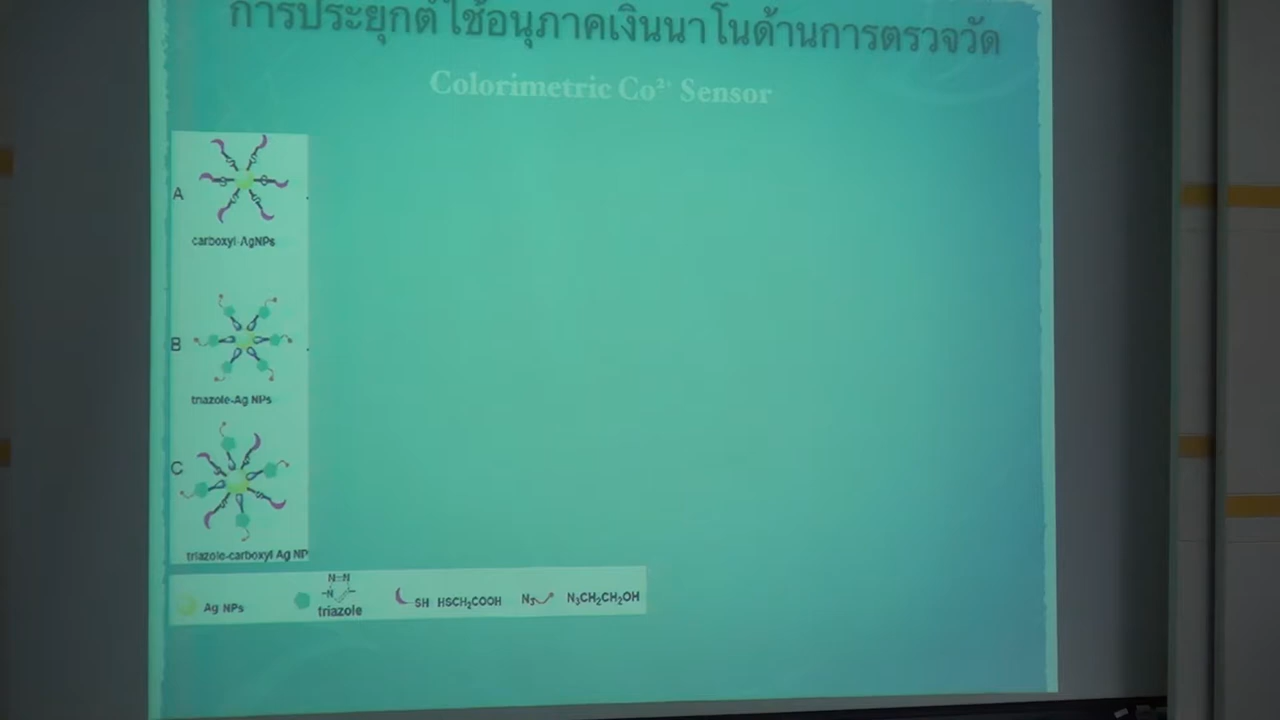 การประยุกต์ใช้อนุภาคเงินนาโนด้านการตรวจวัด
Colorimetric Co²⁺ Sensor
A
carboxyl-AgNPs
B
triazole-Ag NPs
C
triazole-carboxyl Ag NP
Ag NPs
N=N
N
triazole
SH HSCH₂COOH
N₃ N₃CH₂CH₂OH